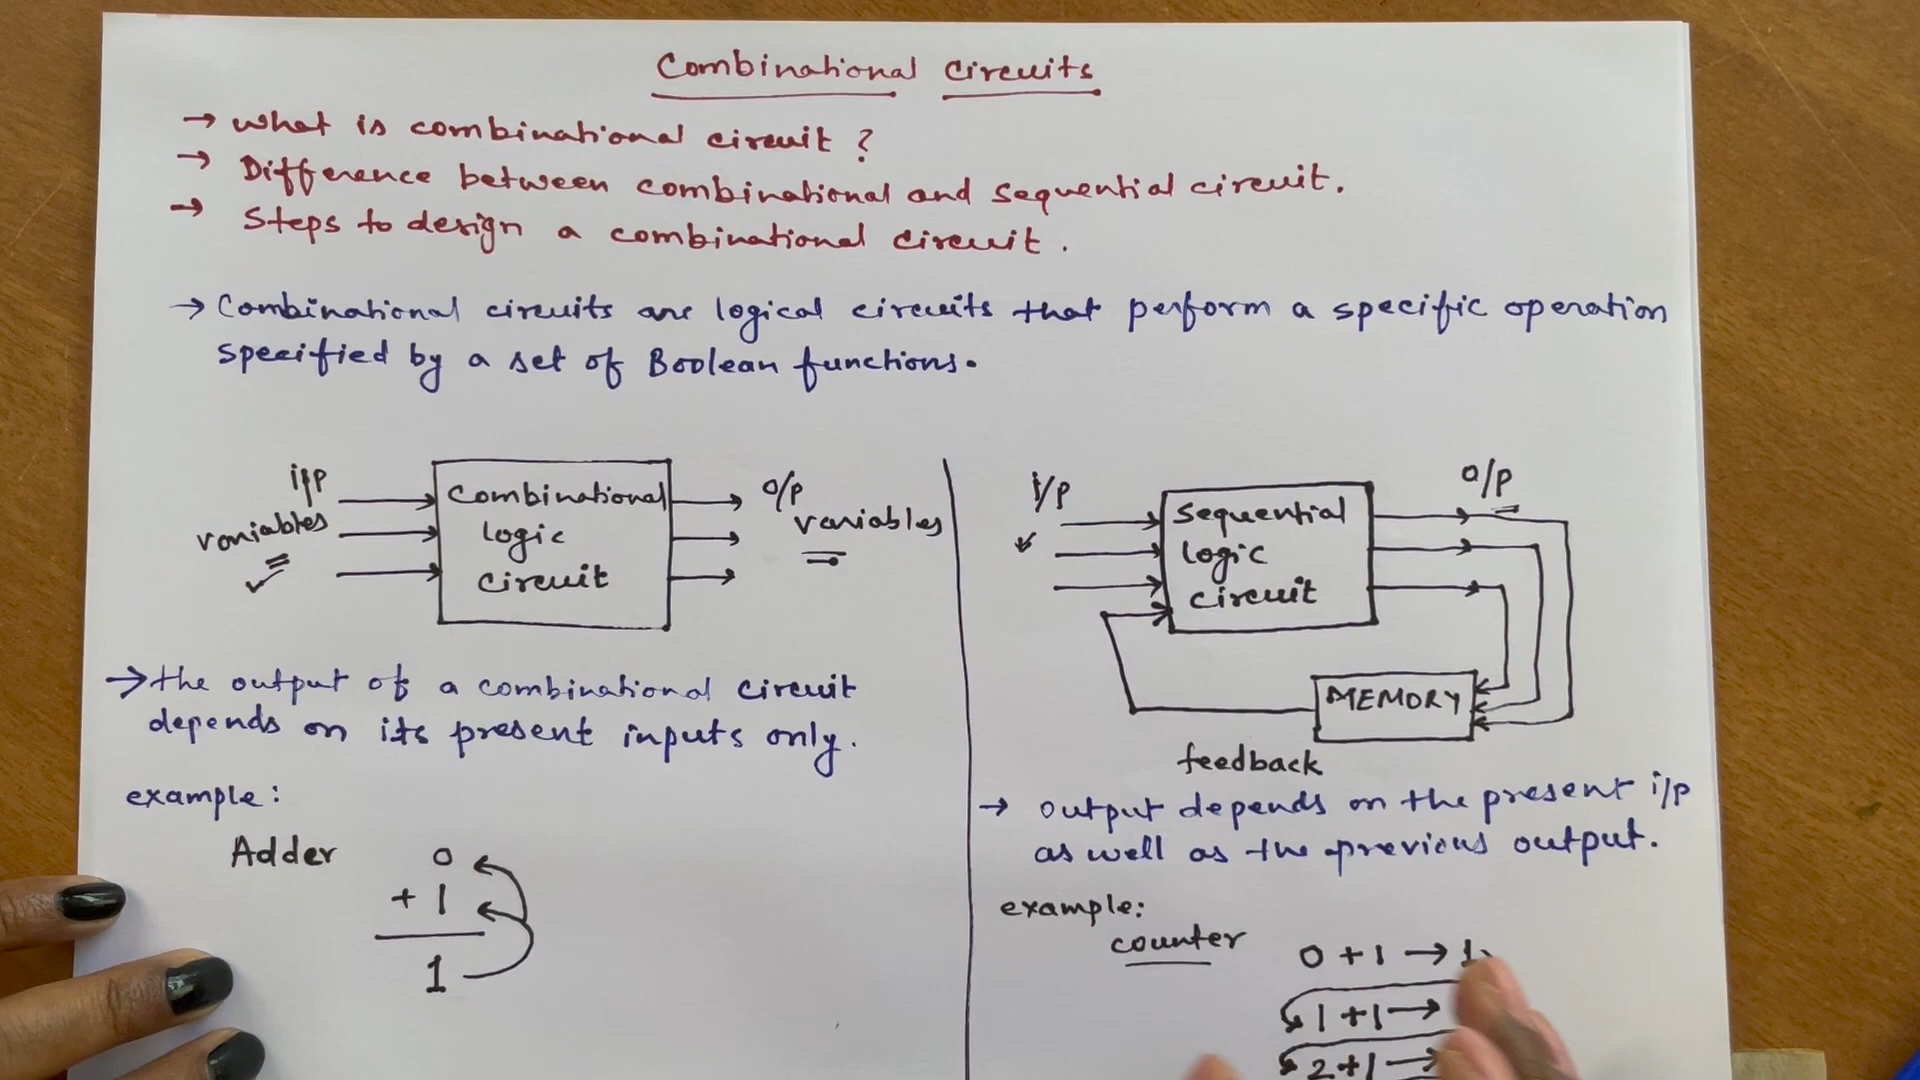 Combinational Circuits
→ What is combinational circuit ?
→ Difference between combinational and sequential circuit.
→ Steps to design a combinational circuit .
→ Combinational circuits are logical circuits that perform a specific operation
specified by a set of Boolean functions.
i/p
variables
Combinational
logic
circuit
o/p
variables
→ the output of a combinational circuit
depends on its present inputs only.
example :
Adder
0
+ 1
1
i/p
Sequential
logic
circuit
o/p
MEMORY
feedback
→ output depends on the present i/p
as well as the previous output.
example:
counter
0 + 1 → 1
1 + 1 →
2 + 1 →